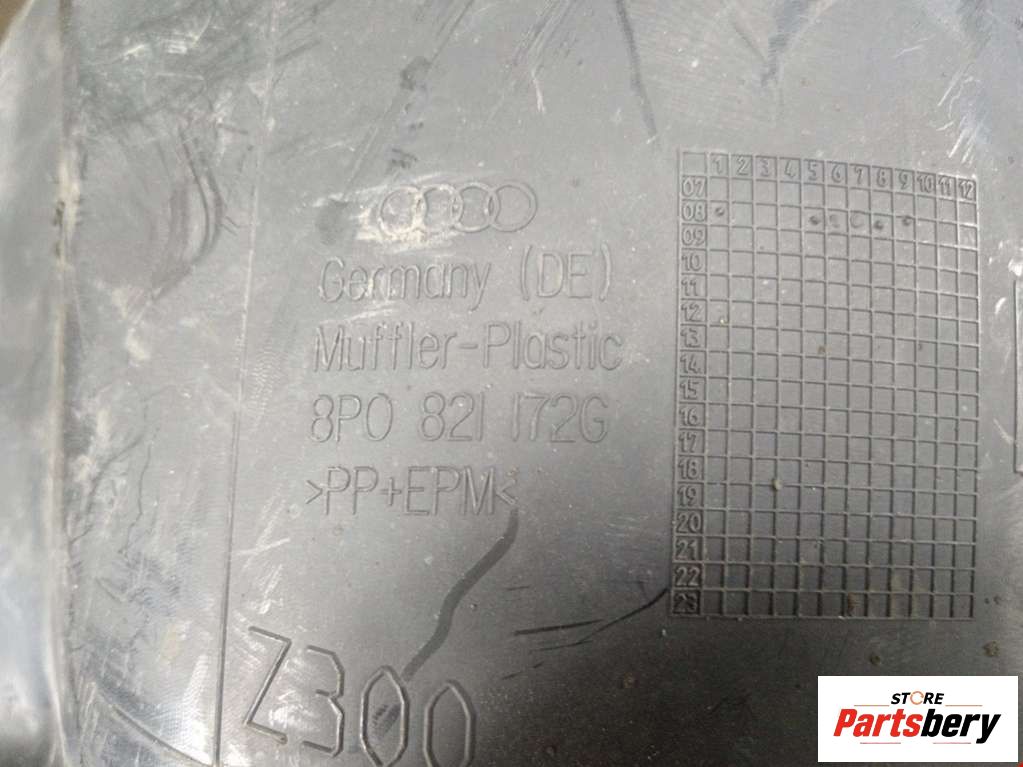 Germany (DE)
Muffler-Plastic
8P0 821 172G
>PP+EPM<
Z300
1 2 3 4 5 6 7 8 9 10 11 12
07
08
09
10
11
12
13
14
15
16
17
18
19
20
21
22
23
STORE
Partsbery